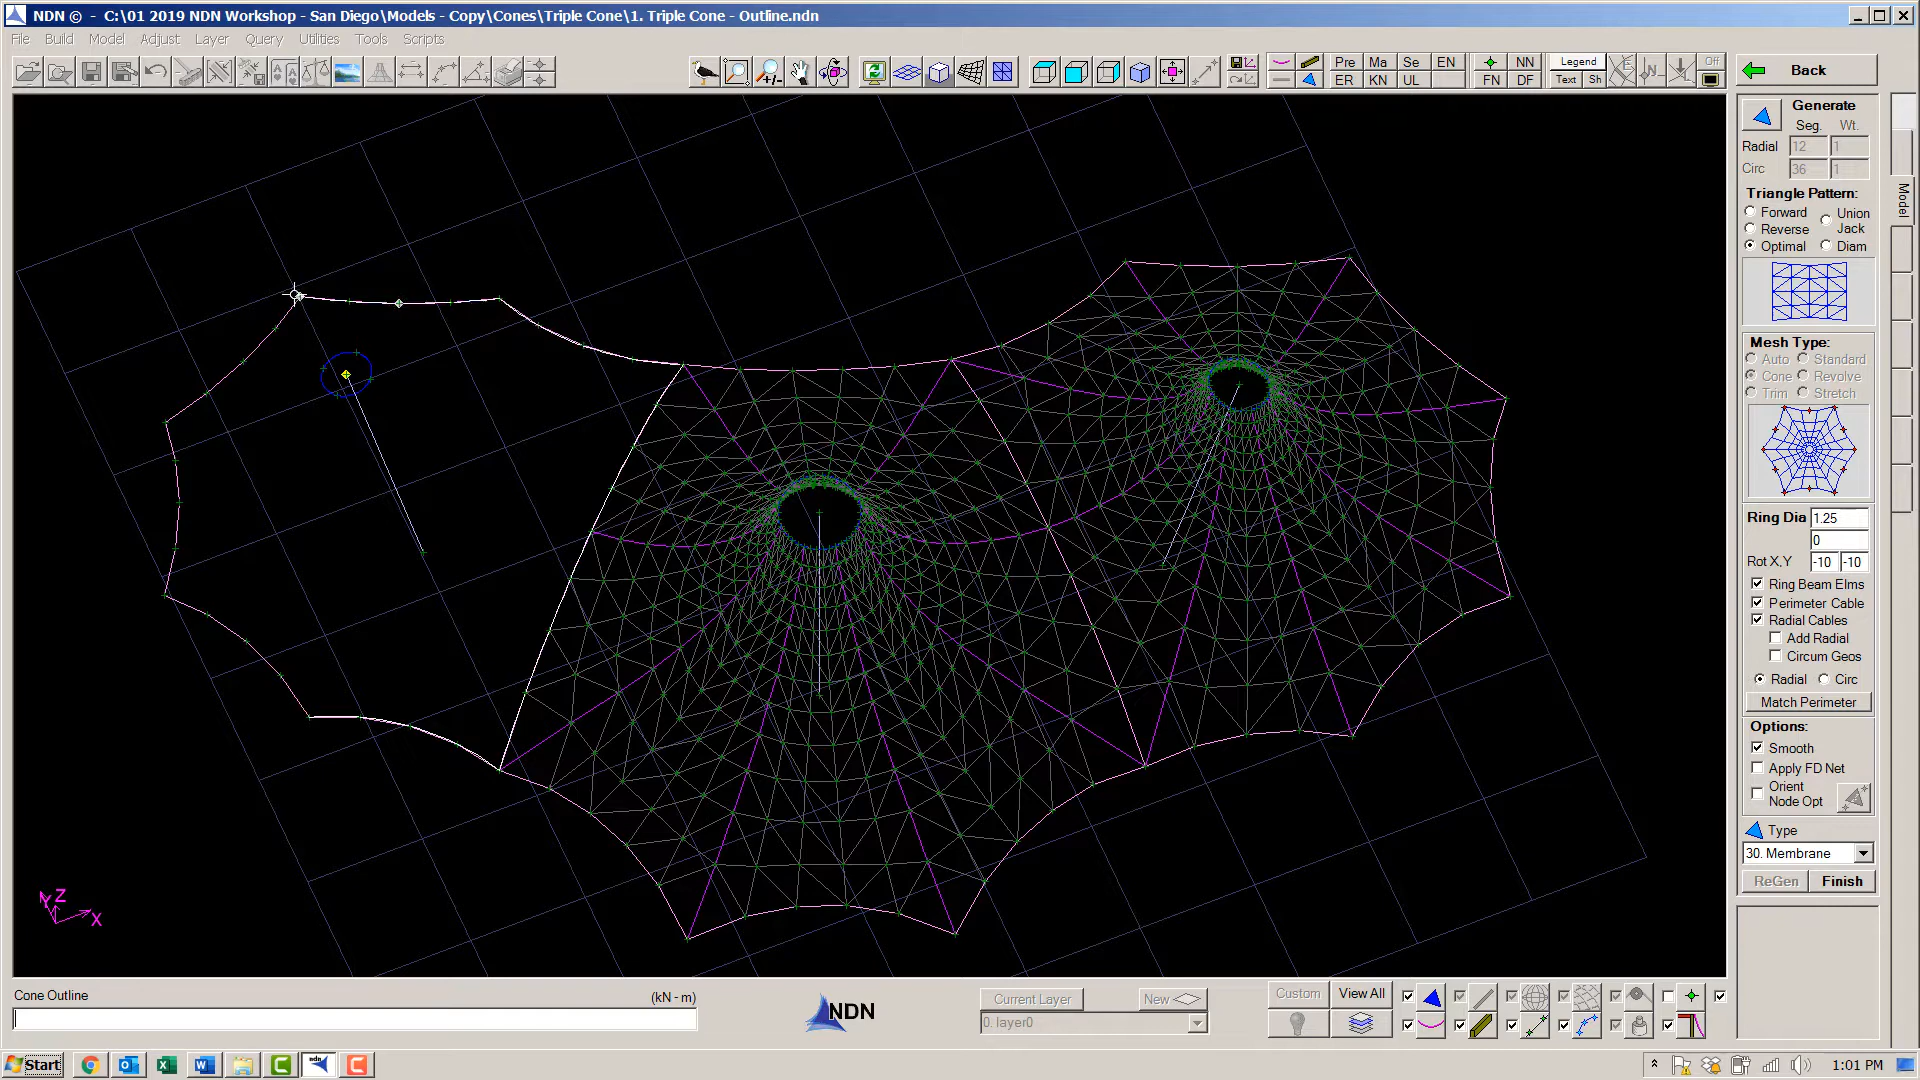 NDN © - C:\01 2019 NDN Workshop - San Diego\Models - Copy\Cones\Triple Cone\1. Triple Cone - Outline.ndn
File Build Model Adjust Layer Query Utilities Tools Scripts
Pre Ma Se EN
ER KN UL
NN
FN DF
Legend
Text Sh
Off
Back
Generate
Seg. Wt.
Radial 12 1
Circ 36 1
Triangle Pattern:
Forward
Reverse
Optimal
Union Jack
Diam
Model
Mesh Type:
Auto Standard
Cone Revolve
Trim Stretch
Ring Dia 1.25
0
Rot X,Y -10 -10
Ring Beam Elms
Perimeter Cable
Radial Cables
Add Radial
Circum Geos
Radial Circ
Match Perimeter
Options:
Smooth
Apply FD Net
Orient
Node Opt
Type
30. Membrane
ReGen Finish
Y Z
X
Cone Outline (kN - m)
NDN
Current Layer New
0. layer0
Custom View All
Start
1:01 PM